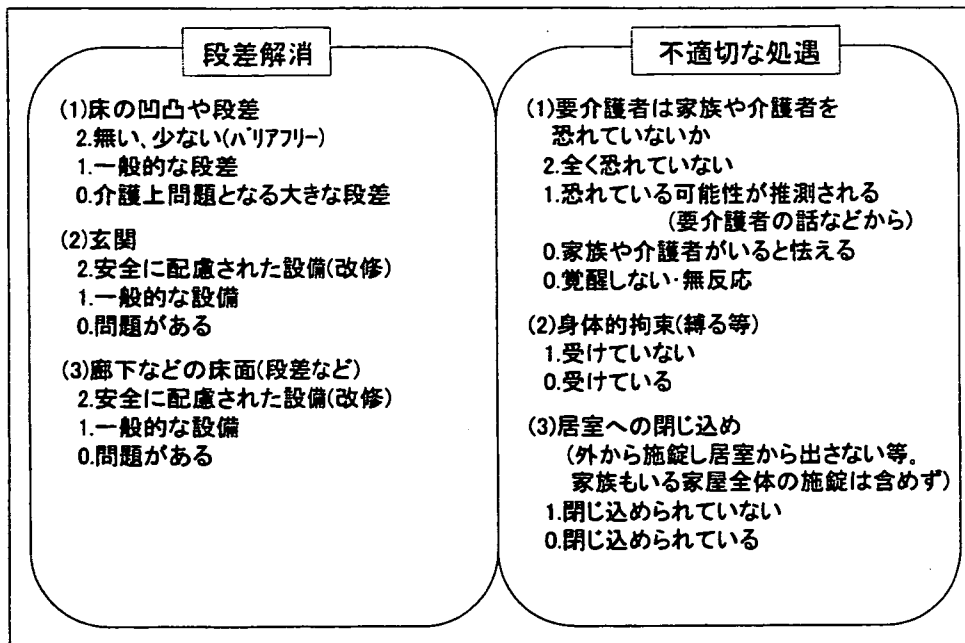 段差解消
(1)床の凹凸や段差
2.無い、少ない(バリアフリー)
1.一般的な段差
0.介護上問題となる大きな段差
(2)玄関
2.安全に配慮された設備(改修)
1.一般的な設備
0.問題がある
(3)廊下などの床面(段差など)
2.安全に配慮された設備(改修)
1.一般的な設備
0.問題がある
不適切な処遇
(1)要介護者は家族や介護者を
恐れていないか
2.全く恐れていない
1.恐れている可能性が推測される
(要介護者の話などから)
0.家族や介護者がいると怯える
0.覚醒しない・無反応
(2)身体的拘束(縛る等)
1.受けていない
0.受けている
(3)居室への閉じ込め
(外から施錠し居室から出さない等。
家族もいる家屋全体の施錠は含めず)
1.閉じ込められていない
0.閉じ込められている